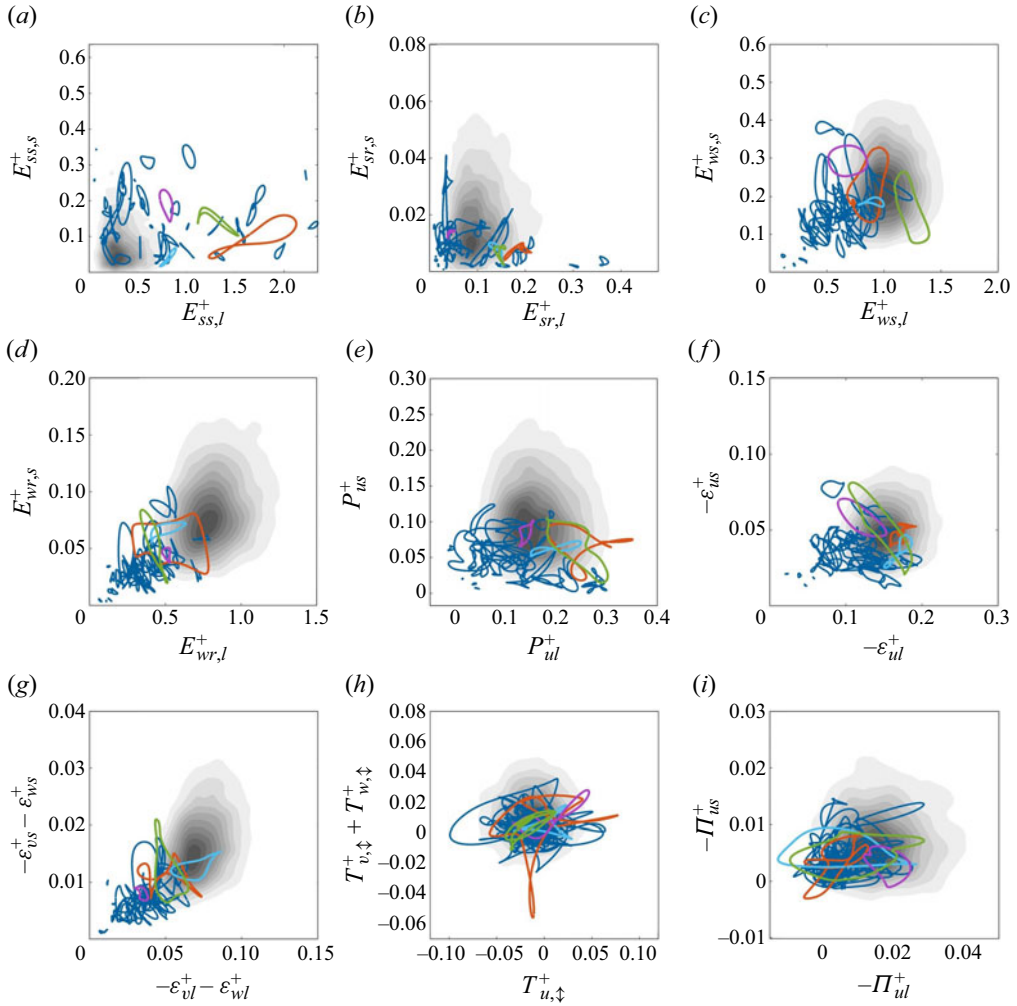 (a) (b) (c)
0.6 0.08 0.6
0.5 0.5
0.06
0.4 0.4
E⁺ss,s 0.3 E⁺sr,s 0.04 E⁺ws,s 0.3
0.2 0.2
0.02
0.1 0.1
0 0.5 1.0 1.5 2.0 0 0.1 0.2 0.4 0 0.5 1.0 1.5 2.0
E⁺ss,l E⁺sr,l E⁺ws,l
(d) (e) (f)
0.20 0.30 0.15
0.25
0.15
0.20 0.10
E⁺wr,s 0.10 P⁺us 0.15 −ε⁺us
0.10 0.05
0.05
0.05
0
0 0.5 1.0 1.5 0 0.1 0.2 0.3 0.4 0 0.1 0.2 0.3
E⁺wr,l P⁺ul −ε⁺ul
(g) (h) (i)
0.04 0.08 0.03
0.06
0.03 0.04 0.02
−ε⁺vs − ε⁺ws 0.02 T⁺v,↕ + T⁺w,↕ 0.02 −Π⁺us 0.01
0
0.01 −0.02 0
−0.04
−0.06 −0.01
0 0.05 0.10 0.15 −0.10 −0.05 0 0.05 0.10 0 0.02 0.04
−ε⁺vl − ε⁺wl T⁺u,↕ −Π⁺ul